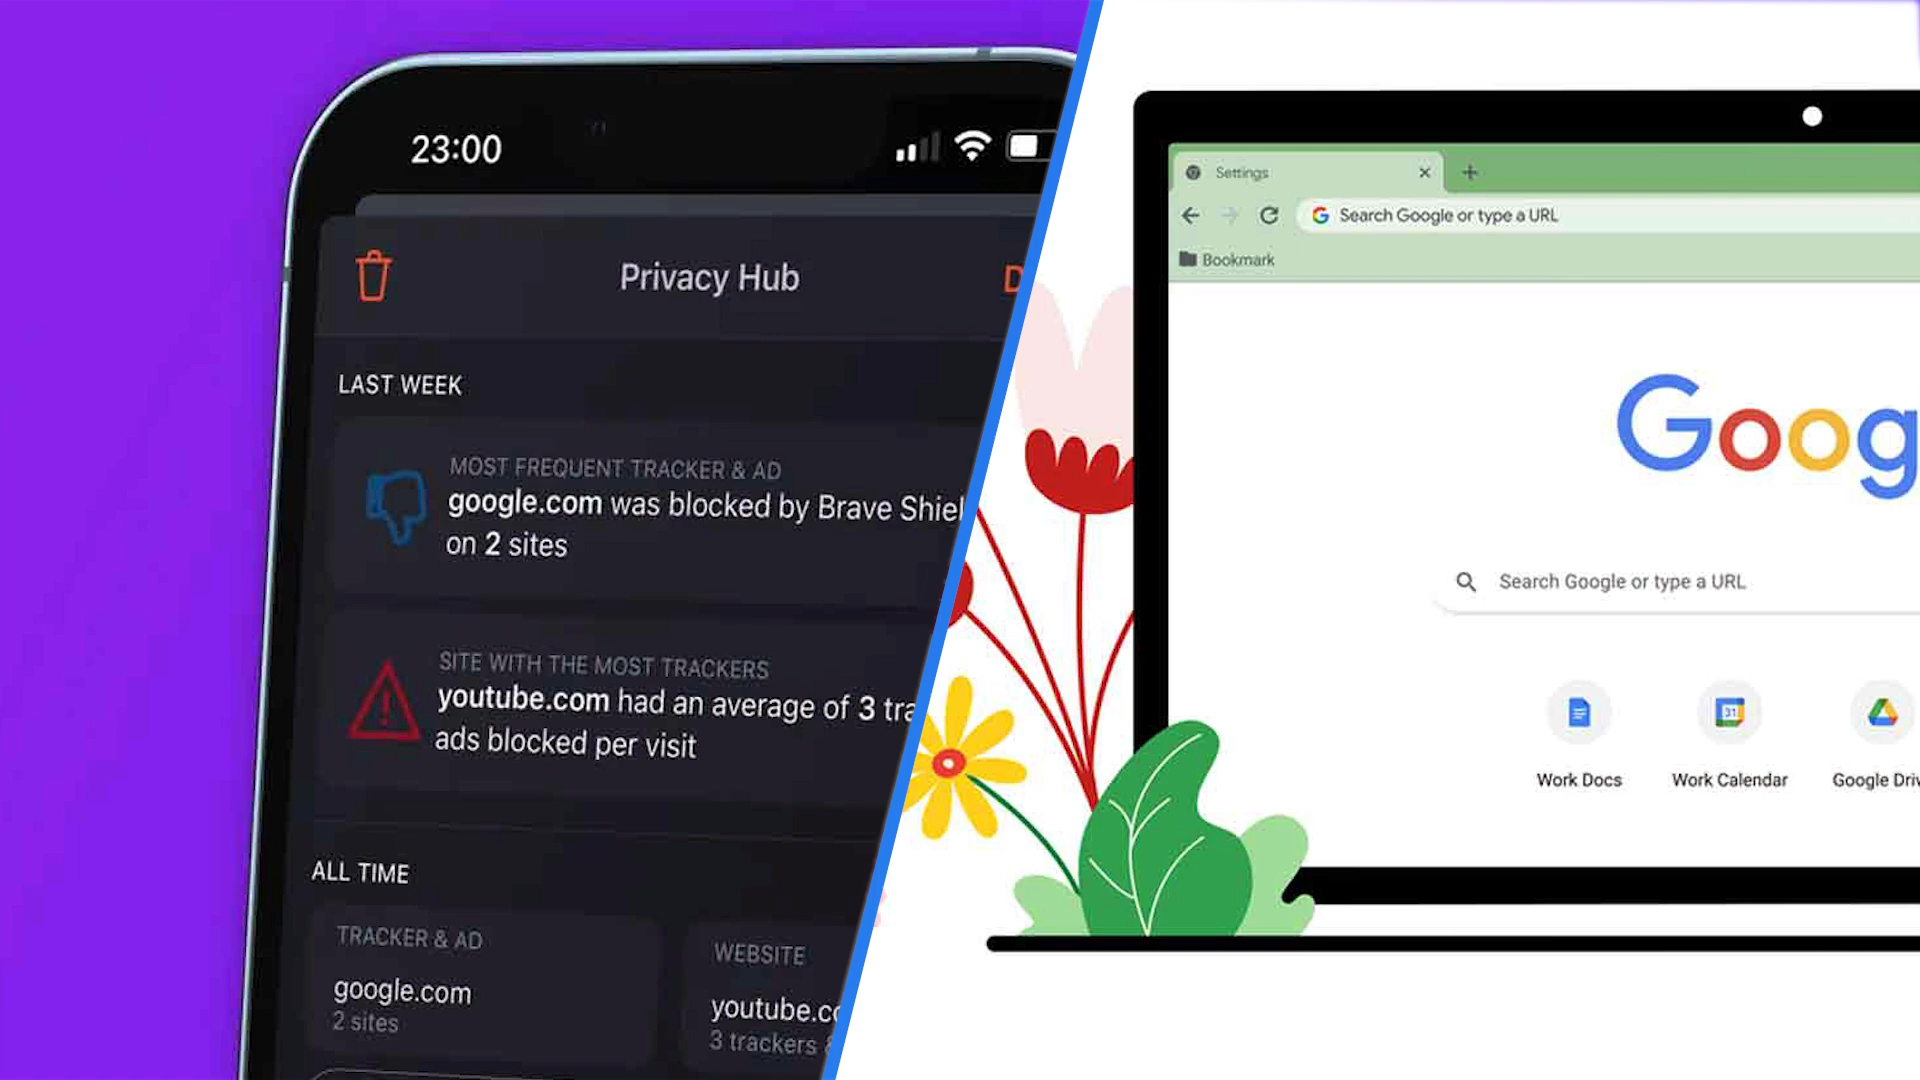 23:00
Privacy Hub
D
LAST WEEK
MOST FREQUENT TRACKER & AD
google.com was blocked by Brave Shiel
on 2 sites
SITE WITH THE MOST TRACKERS
youtube.com had an average of 3 tra
ads blocked per visit
ALL TIME
TRACKER & AD
google.com
2 sites
WEBSITE
youtube.co
3 trackers &
Settings
Search Google or type a URL
Bookmark
Goog
Search Google or type a URL
31
Work Docs
Work Calendar
Google Driv